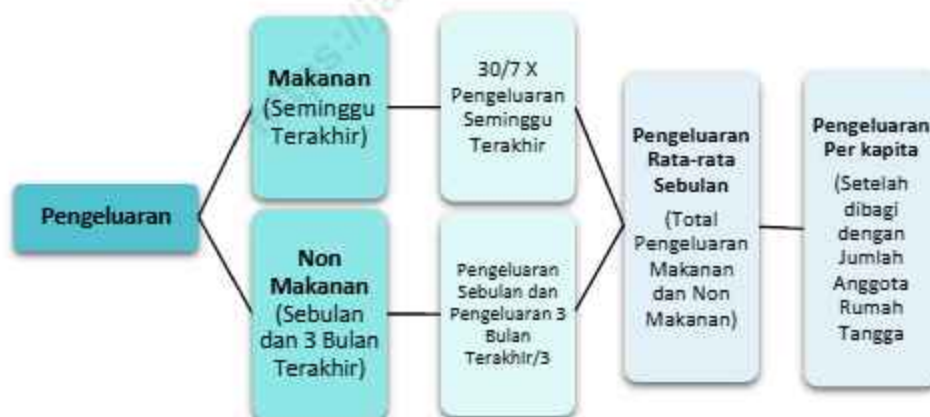 Pengeluaran
Makanan
(Seminggu
Terakhir)
30/7 X
Pengeluaran
Seminggu
Terakhir
Non
Makanan
(Sebulan
dan 3 Bulan
Terakhir)
Pengeluaran
Sebulan dan
Pengeluaran 3
Bulan
Terakhir/3
Pengeluaran
Rata-rata
Sebulan
(Total
Pengeluaran
Makanan
dan Non
Makanan)
Pengeluaran
Per kapita
(Setelah
dibagi
dengan
Jumlah
Anggota
Rumah
Tangga